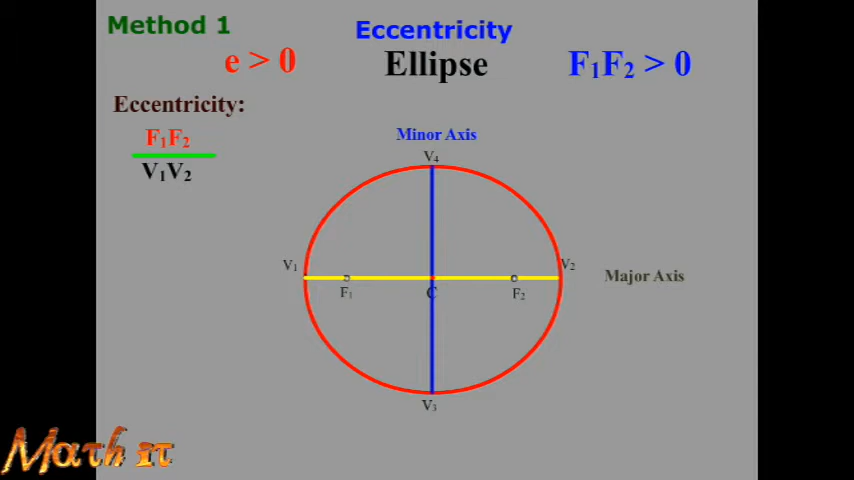 Method 1
Eccentricity
e > 0
Ellipse
F₁F₂ > 0
Eccentricity:
F₁F₂
V₁V₂
Minor Axis
V₄
V₁
V₂
F₁
C
F₂
Major Axis
V₃
Math It